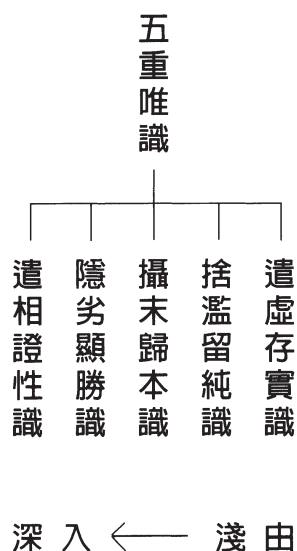 五重唯識
遣虛存實識
捨濫留純識
攝末歸本識
隱劣顯勝識
遣相證性識
由淺 ← 入深